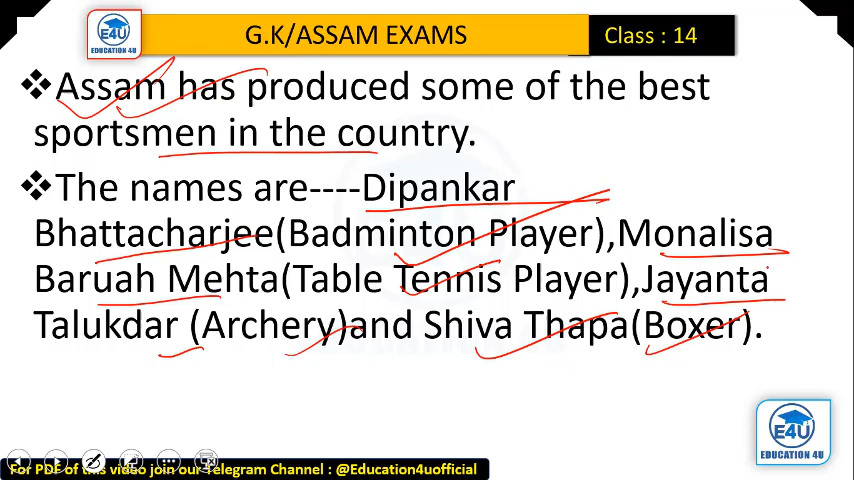 E4U
EDUCATION 4U
G.K/ASSAM EXAMS
Class : 14
❖Assam has produced some of the best
sportsmen in the country.
❖The names are----Dipankar
Bhattacharjee(Badminton Player),Monalisa
Baruah Mehta(Table Tennis Player),Jayanta
Talukdar (Archery)and Shiva Thapa(Boxer).
E4U
EDUCATION 4U
For PDF of this video join our Telegram Channel : @Education4uofficial